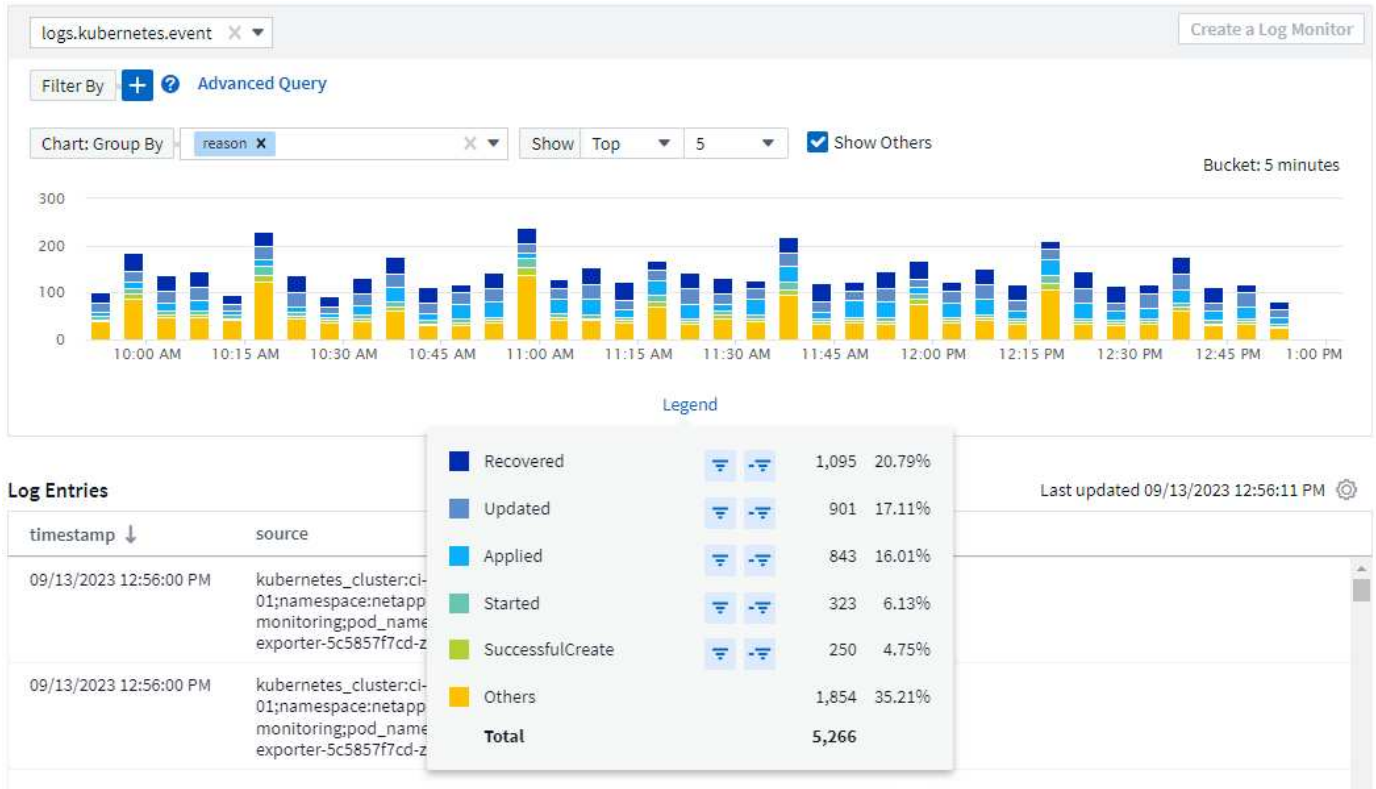 logs.kubernetes.event
Create a Log Monitor
Filter By + ? Advanced Query
Chart: Group By reason Show Top 5 Show Others
Bucket: 5 minutes
300
200
100
0
10:00 AM 10:15 AM 10:30 AM 10:45 AM 11:00 AM 11:15 AM 11:30 AM 11:45 AM 12:00 PM 12:15 PM 12:30 PM 12:45 PM 1:00 PM
Legend
Recovered 1,095 20.79%
Updated 901 17.11%
Applied 843 16.01%
Started 323 6.13%
SuccessfulCreate 250 4.75%
Others 1,854 35.21%
Total 5,266
Log Entries
Last updated 09/13/2023 12:56:11 PM
timestamp ↓ source
09/13/2023 12:56:00 PM kubernetes_cluster:ci-
01;namespace:netapp
monitoring;pod_name
exporter-5c5857f7cd-z
09/13/2023 12:56:00 PM kubernetes_cluster:ci-
01;namespace:netapp
monitoring;pod_name
exporter-5c5857f7cd-z